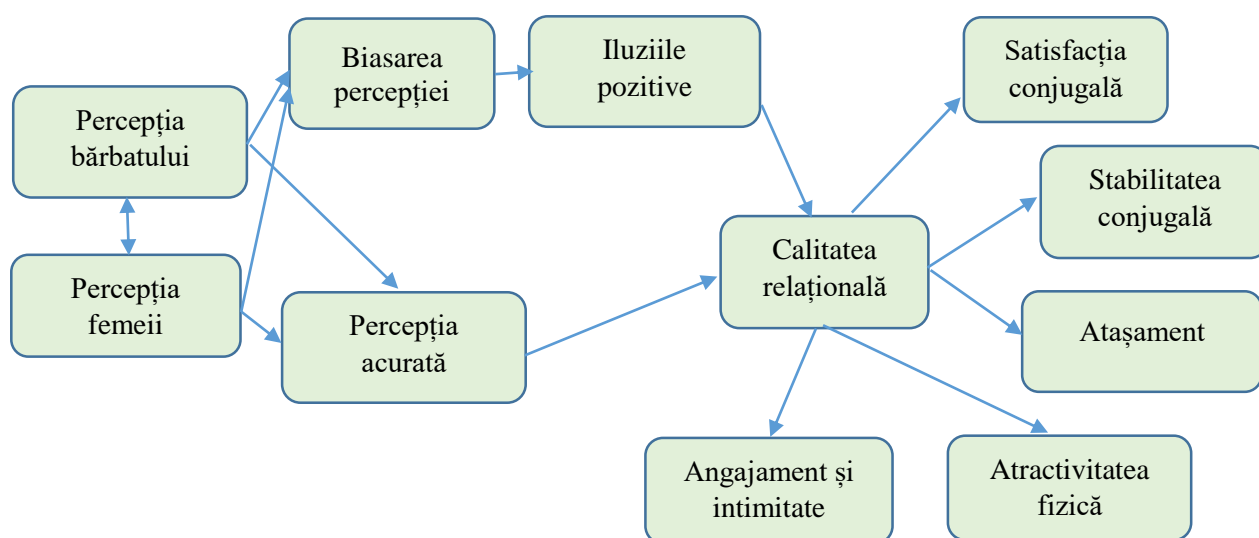 Percepția
bărbatului
Percepția
femeii
Biasarea
percepției
Percepția
acurată
Iluziile
pozitive
Calitatea
relațională
Satisfacția
conjugală
Stabilitatea
conjugală
Atașament
Angajament și
intimitate
Atractivitatea
fizică